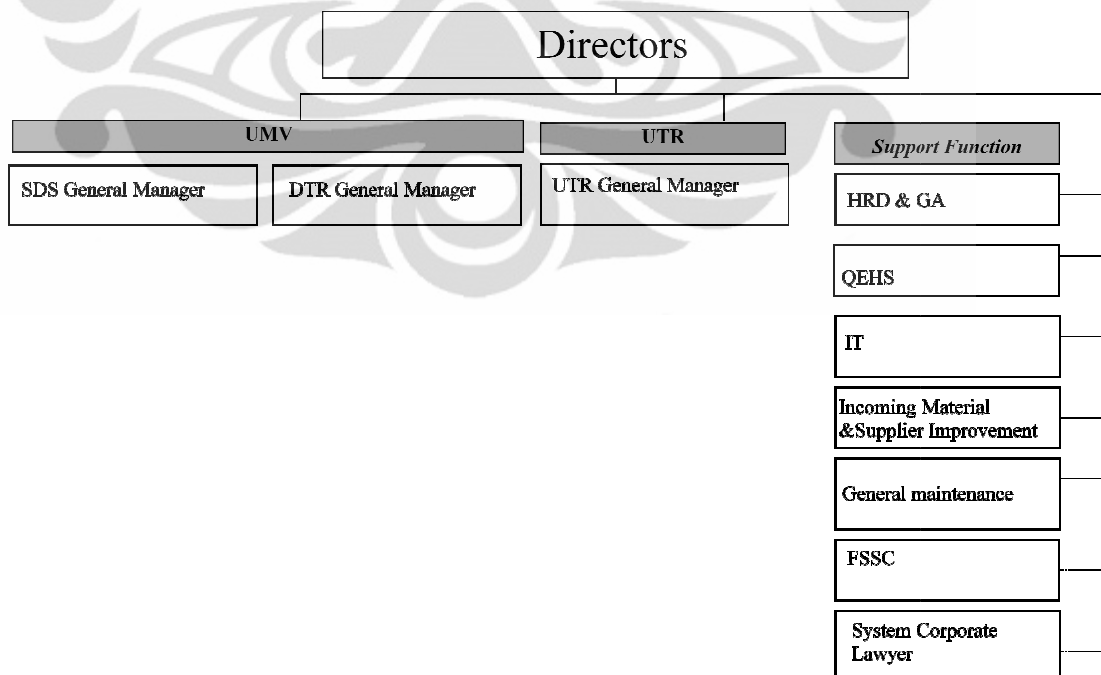 Directors
UMV
UTR
Support Function
SDS General Manager
DTR General Manager
UTR General Manager
HRD & GA
QEHS
IT
Incoming Material
&Supplier Improvement
General maintenance
FSSC
System Corporate
Lawyer